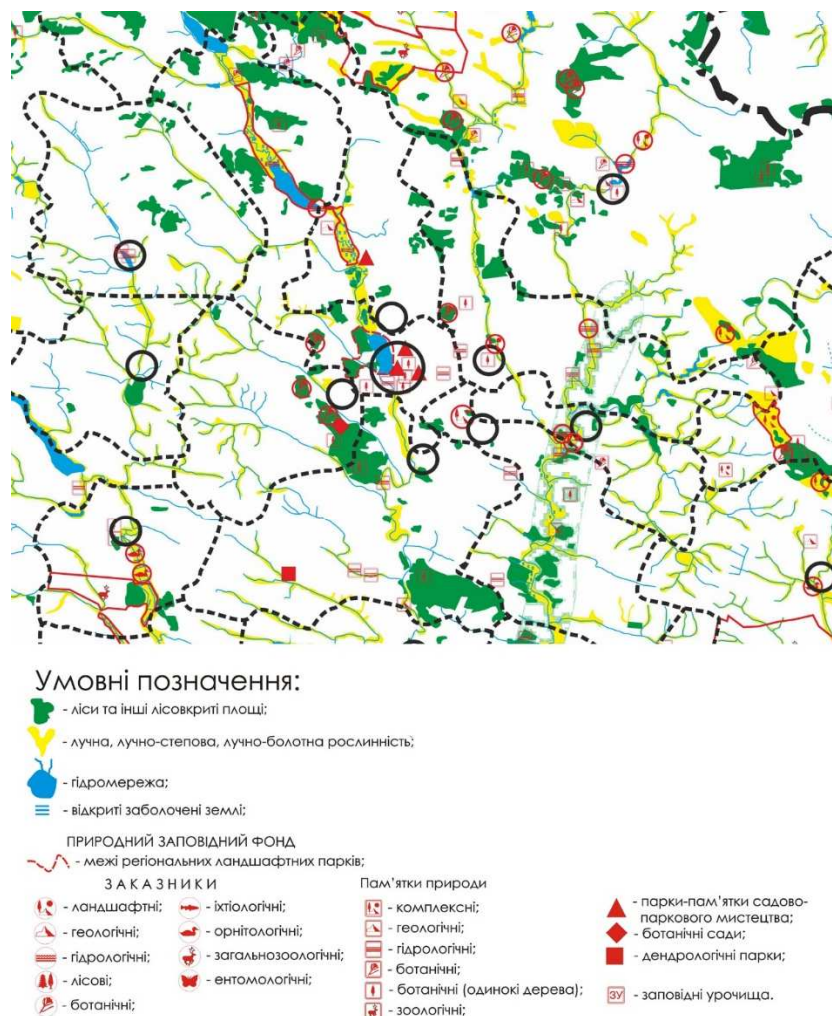 Умовні позначення:
- ліси та інші лісовкриті площі;
- лучна, лучно-степова, лучно-болотна рослинність;
- гідромережа;
- відкриті заболочені землі;
ПРИРОДНИЙ ЗАПОВІДНИЙ ФОНД
- межі регіональних ландшафтних парків;
ЗАКАЗНИКИ
- ландшафтні;
- геологічні;
- гідрологічні;
- лісові;
- ботанічні;
- іхтіологічні;
- орнітологічні;
- загальнозоологічні;
- ентомологічні;
Пам'ятки природи
- комплексні;
- геологічні;
- гідрологічні;
- ботанічні;
- ботанічні (одинокі дерева);
- зоологічні;
- парки-пам'ятки садово-
паркового мистецтва;
- ботанічні сади;
- дендрологічні парки;
ЗУ - заповідні урочища.